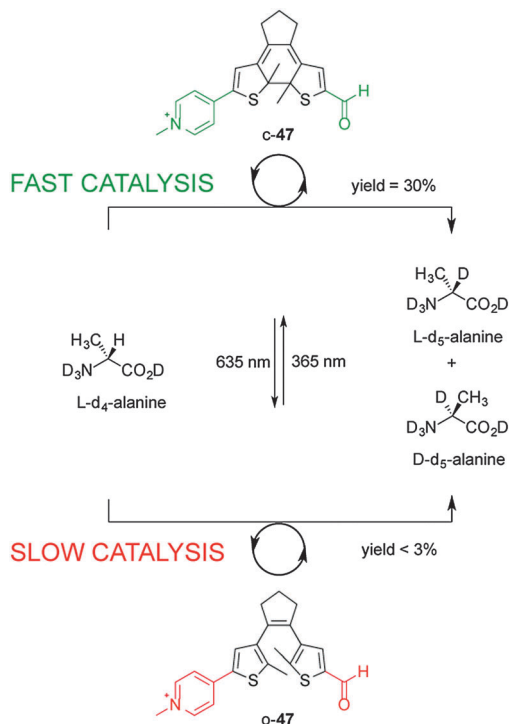 S
S
H
N
+
O
c-47
FAST CATALYSIS
yield = 30%
H₃C
D
D₃N
CO₂D
L-d₅-alanine
+
H₃C
H
D₃N
CO₂D
L-d₄-alanine
635 nm
365 nm
D
CH₃
D₃N
CO₂D
D-d₅-alanine
SLOW CATALYSIS
yield < 3%
S
S
H
N
+
O
o-47